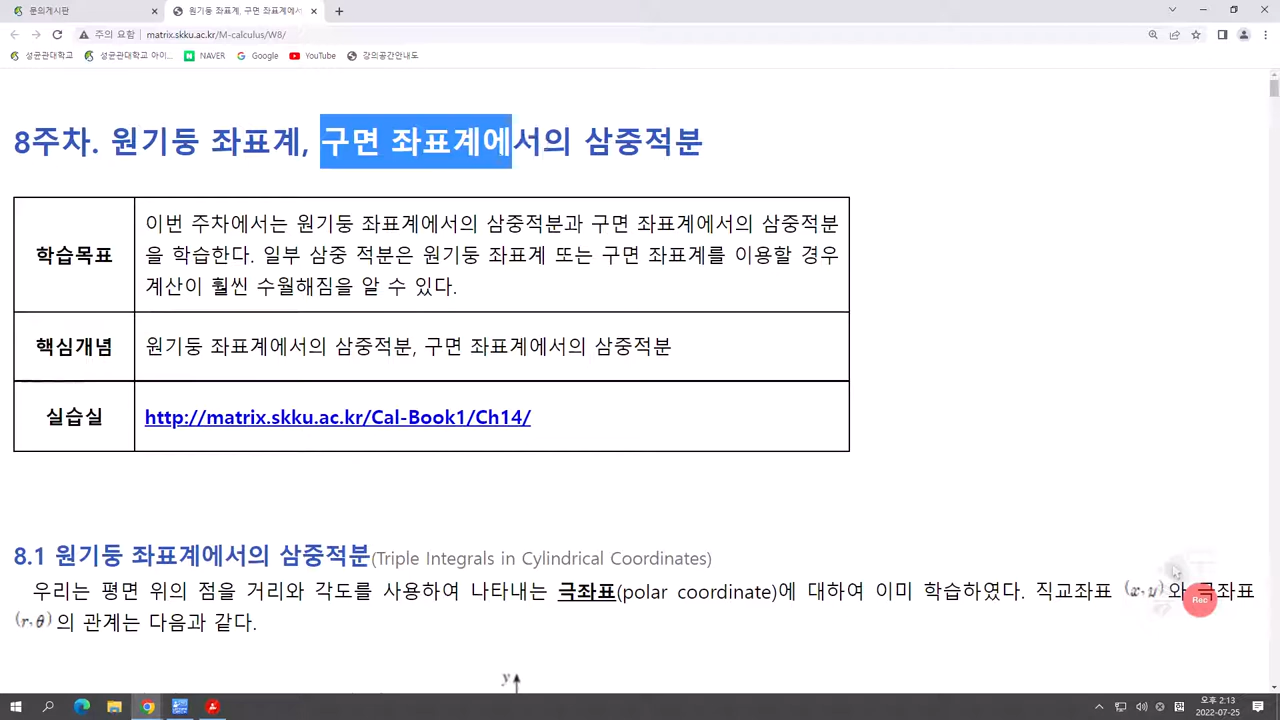 문의게시판
원기둥 좌표계, 구면 좌표계에서
주의 요함 | matrix.skku.ac.kr/M-calculus/W8/
성균관대학교 성균관대학교 아이... NAVER Google YouTube 강의공간안내도
8주차. 원기둥 좌표계, 구면 좌표계에서의 삼중적분
학습목표
이번 주차에서는 원기둥 좌표계에서의 삼중적분과 구면 좌표계에서의 삼중적분
을 학습한다. 일부 삼중 적분은 원기둥 좌표계 또는 구면 좌표계를 이용할 경우
계산이 훨씬 수월해짐을 알 수 있다.
핵심개념
원기둥 좌표계에서의 삼중적분, 구면 좌표계에서의 삼중적분
실습실
http://matrix.skku.ac.kr/Cal-Book1/Ch14/
8.1 원기둥 좌표계에서의 삼중적분(Triple Integrals in Cylindrical Coordinates)
우리는 평면 위의 점을 거리와 각도를 사용하여 나타내는 극좌표(polar coordinate)에 대하여 이미 학습하였다. 직교좌표 (x, y)와 극좌표
(r, θ)의 관계는 다음과 같다.
Rec
y
오후 2:13
2022-07-25